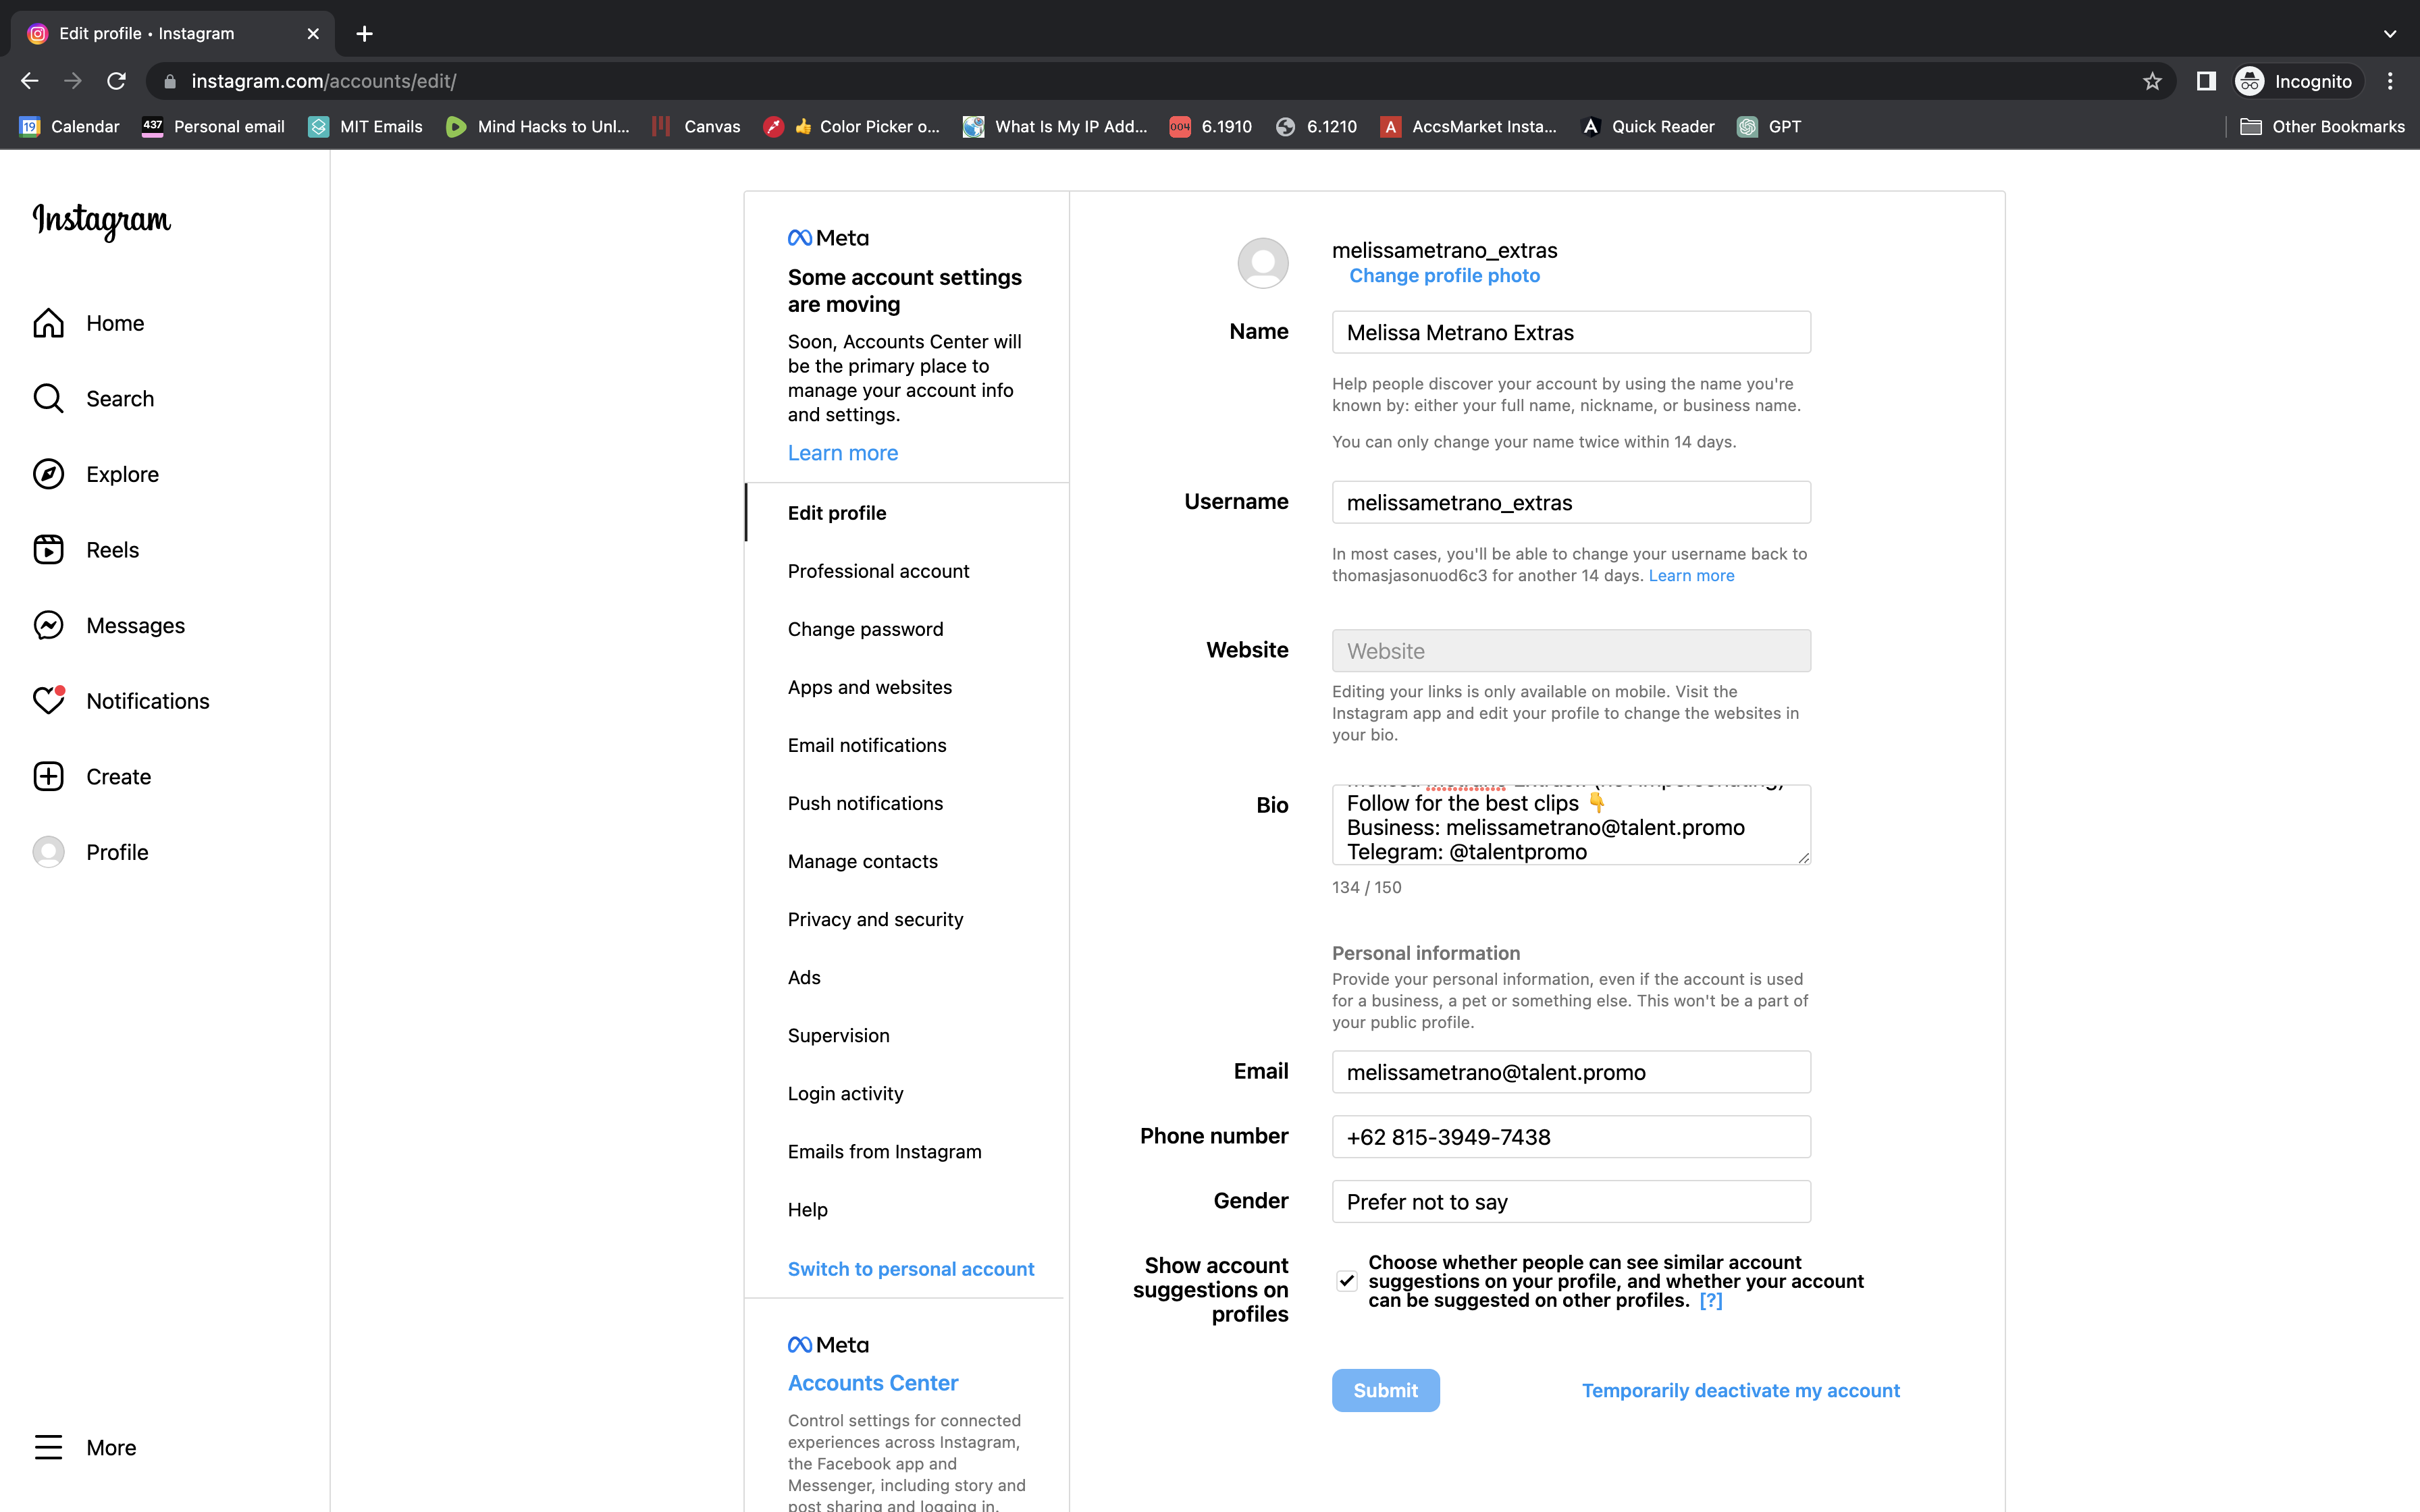 Edit profile • Instagram
instagram.com/accounts/edit/
Incognito
19 Calendar
437 Personal email
MIT Emails
Mind Hacks to Unl...
Canvas
👍 Color Picker o...
What Is My IP Add...
004 6.1910
6.1210
A AccsMarket Insta...
Quick Reader
GPT
Other Bookmarks
Instagram
Home
Search
Explore
Reels
Messages
Notifications
Create
Profile
More
Meta
Some account settings
are moving
Soon, Accounts Center will
be the primary place to
manage your account info
and settings.
Learn more
Edit profile
Professional account
Change password
Apps and websites
Email notifications
Push notifications
Manage contacts
Privacy and security
Ads
Supervision
Login activity
Emails from Instagram
Help
Switch to personal account
Meta
Accounts Center
Control settings for connected
experiences across Instagram,
the Facebook app and
Messenger, including story and
post sharing and logging in.
melissametrano_extras
Change profile photo
Name
Melissa Metrano Extras
Help people discover your account by using the name you're
known by: either your full name, nickname, or business name.
You can only change your name twice within 14 days.
Username
melissametrano_extras
In most cases, you'll be able to change your username back to
thomasjasonuod6c3 for another 14 days. Learn more
Website
Website
Editing your links is only available on mobile. Visit the
Instagram app and edit your profile to change the websites in
your bio.
Bio
Follow for the best clips 👇
Business: melissametrano@talent.promo
Telegram: @talentpromo
134 / 150
Personal information
Provide your personal information, even if the account is used
for a business, a pet or something else. This won't be a part of
your public profile.
Email
melissametrano@talent.promo
Phone number
+62 815-3949-7438
Gender
Prefer not to say
Show account
suggestions on
profiles
Choose whether people can see similar account
suggestions on your profile, and whether your account
can be suggested on other profiles. [?]
Submit
Temporarily deactivate my account